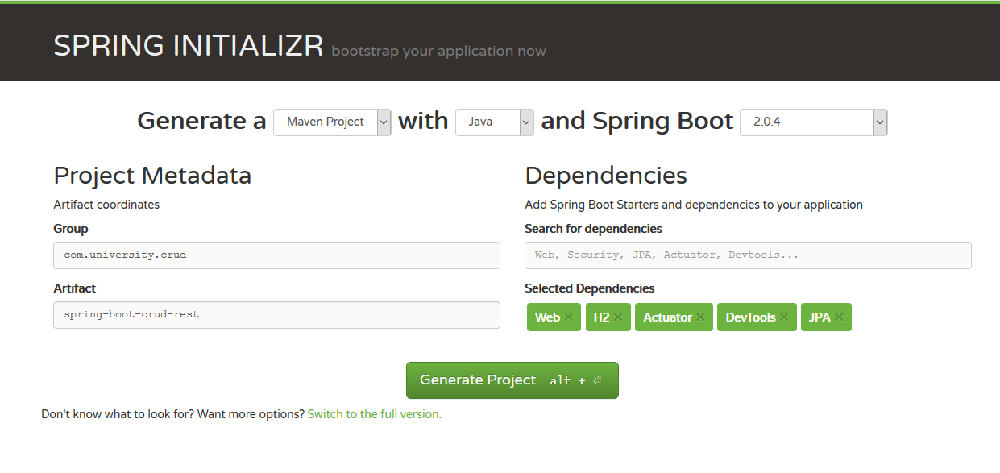 SPRING INITIALIZR bootstrap your application now
Generate a Maven Project with Java and Spring Boot 2.0.4
Project Metadata
Artifact coordinates
Group
com.university.crud
Artifact
spring-boot-crud-rest
Dependencies
Add Spring Boot Starters and dependencies to your application
Search for dependencies
Web, Security, JPA, Actuator, Devtools...
Selected Dependencies
Web × H2 × Actuator × DevTools × JPA ×
Generate Project alt + ⏎
Don't know what to look for? Want more options? Switch to the full version.